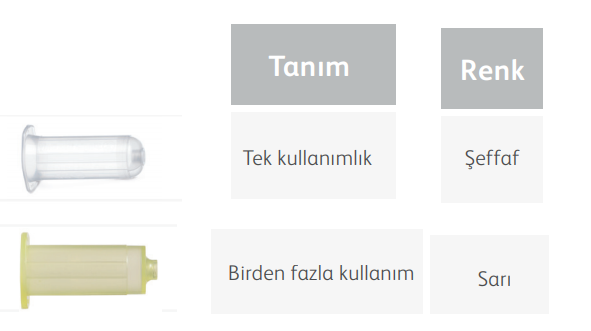 Tanım
Renk
Tek kullanımlık
Şeffaf
Birden fazla kullanım
Sarı